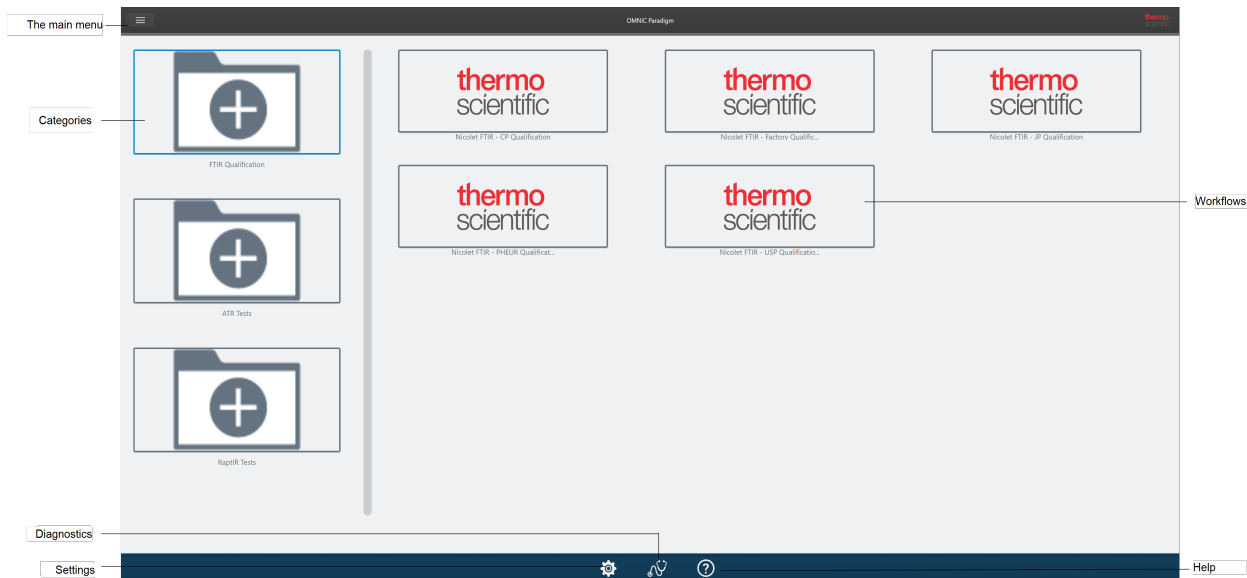 The main menu
OMNIC Paradigm
thermo
scientific
Categories
FTIR Qualification
ATR Tests
RaptIR Tests
thermo
scientific
Nicolet FTIR - CP Qualification
thermo
scientific
Nicolet FTIR - Factory Qualific...
thermo
scientific
Nicolet FTIR - JP Qualification
thermo
scientific
Nicolet FTIR - PHEUR Qualificat...
thermo
scientific
Nicolet FTIR - USP Qualificatio...
Workflows
Diagnostics
Settings
Help